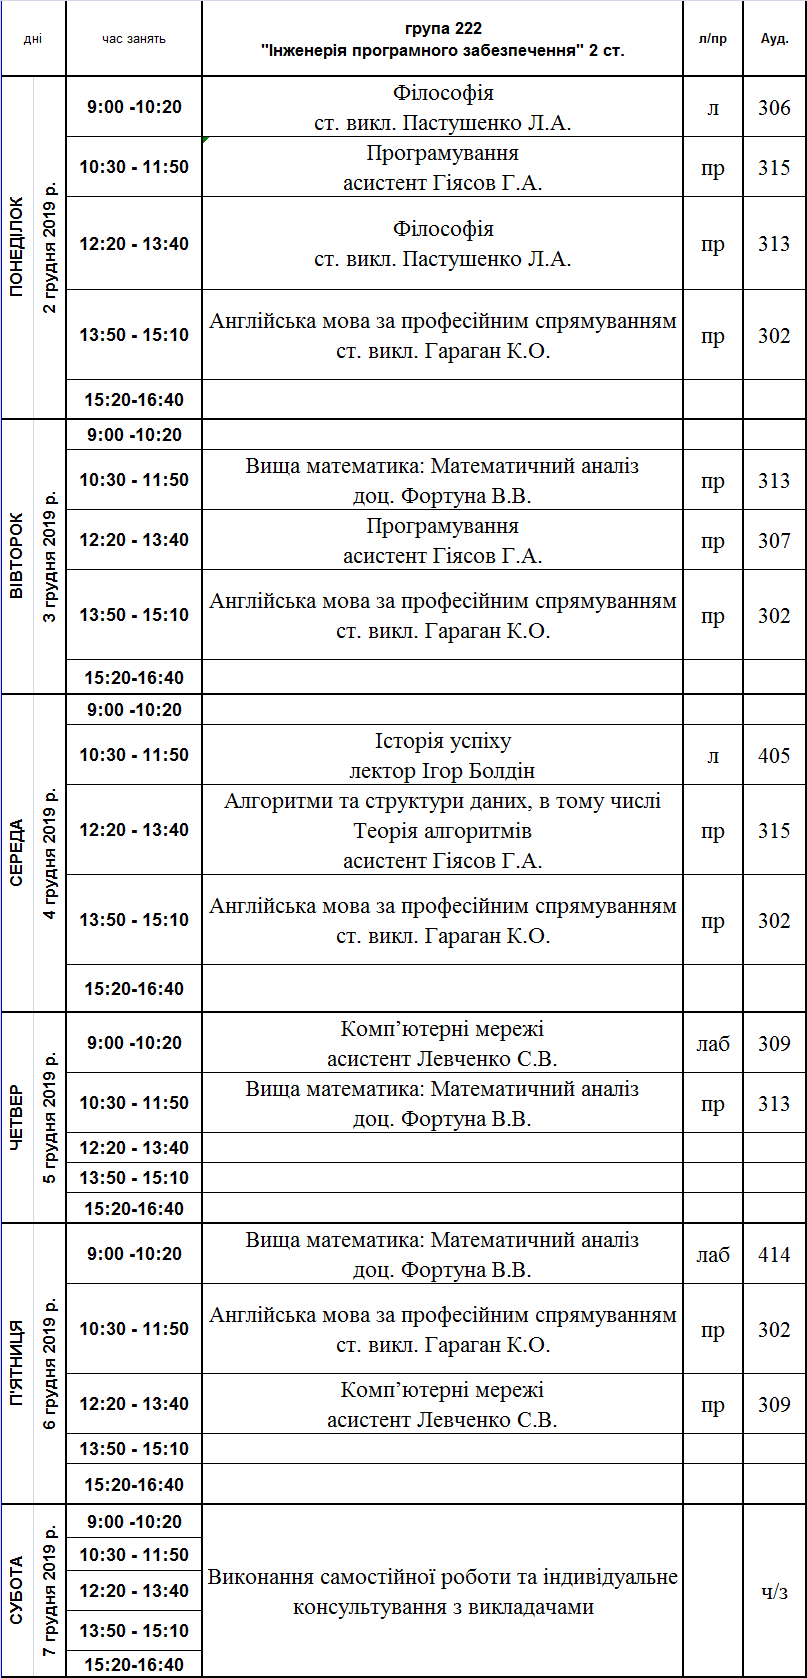 дні
час занять
група 222
"Інженерія програмного забезпечення" 2 ст.
л/пр
Ауд.
ПОНЕДІЛОК
2 грудня 2019 р.
9:00 -10:20
Філософія
ст. викл. Пастушенко Л.А.
л
306
10:30 - 11:50
Програмування
асистент Гіясов Г.А.
пр
315
12:20 - 13:40
Філософія
ст. викл. Пастушенко Л.А.
пр
313
13:50 - 15:10
Англійська мова за професійним спрямуванням
ст. викл. Гараган К.О.
пр
302
15:20-16:40
ВІВТОРОК
3 грудня 2019 р.
9:00 -10:20
10:30 - 11:50
Вища математика: Математичний аналіз
доц. Фортуна В.В.
пр
313
12:20 - 13:40
Програмування
асистент Гіясов Г.А.
пр
307
13:50 - 15:10
Англійська мова за професійним спрямуванням
ст. викл. Гараган К.О.
пр
302
15:20-16:40
СЕРЕДА
4 грудня 2019 р.
9:00 -10:20
10:30 - 11:50
Історія успіху
лектор Ігор Болдін
л
405
12:20 - 13:40
Алгоритми та структури даних, в тому числі
Теорія алгоритмів
асистент Гіясов Г.А.
пр
315
13:50 - 15:10
Англійська мова за професійним спрямуванням
ст. викл. Гараган К.О.
пр
302
15:20-16:40
ЧЕТВЕР
5 грудня 2019 р.
9:00 -10:20
Комп’ютерні мережі
асистент Левченко С.В.
лаб
309
10:30 - 11:50
Вища математика: Математичний аналіз
доц. Фортуна В.В.
пр
313
12:20 - 13:40
13:50 - 15:10
15:20-16:40
П'ЯТНИЦЯ
6 грудня 2019 р.
9:00 -10:20
Вища математика: Математичний аналіз
доц. Фортуна В.В.
лаб
414
10:30 - 11:50
Англійська мова за професійним спрямуванням
ст. викл. Гараган К.О.
пр
302
12:20 - 13:40
Комп’ютерні мережі
асистент Левченко С.В.
пр
309
13:50 - 15:10
15:20-16:40
СУБОТА
7 грудня 2019 р.
9:00 -10:20
10:30 - 11:50
12:20 - 13:40
13:50 - 15:10
15:20-16:40
Виконання самостійної роботи та індивідуальне
консультування з викладачами
ч/з